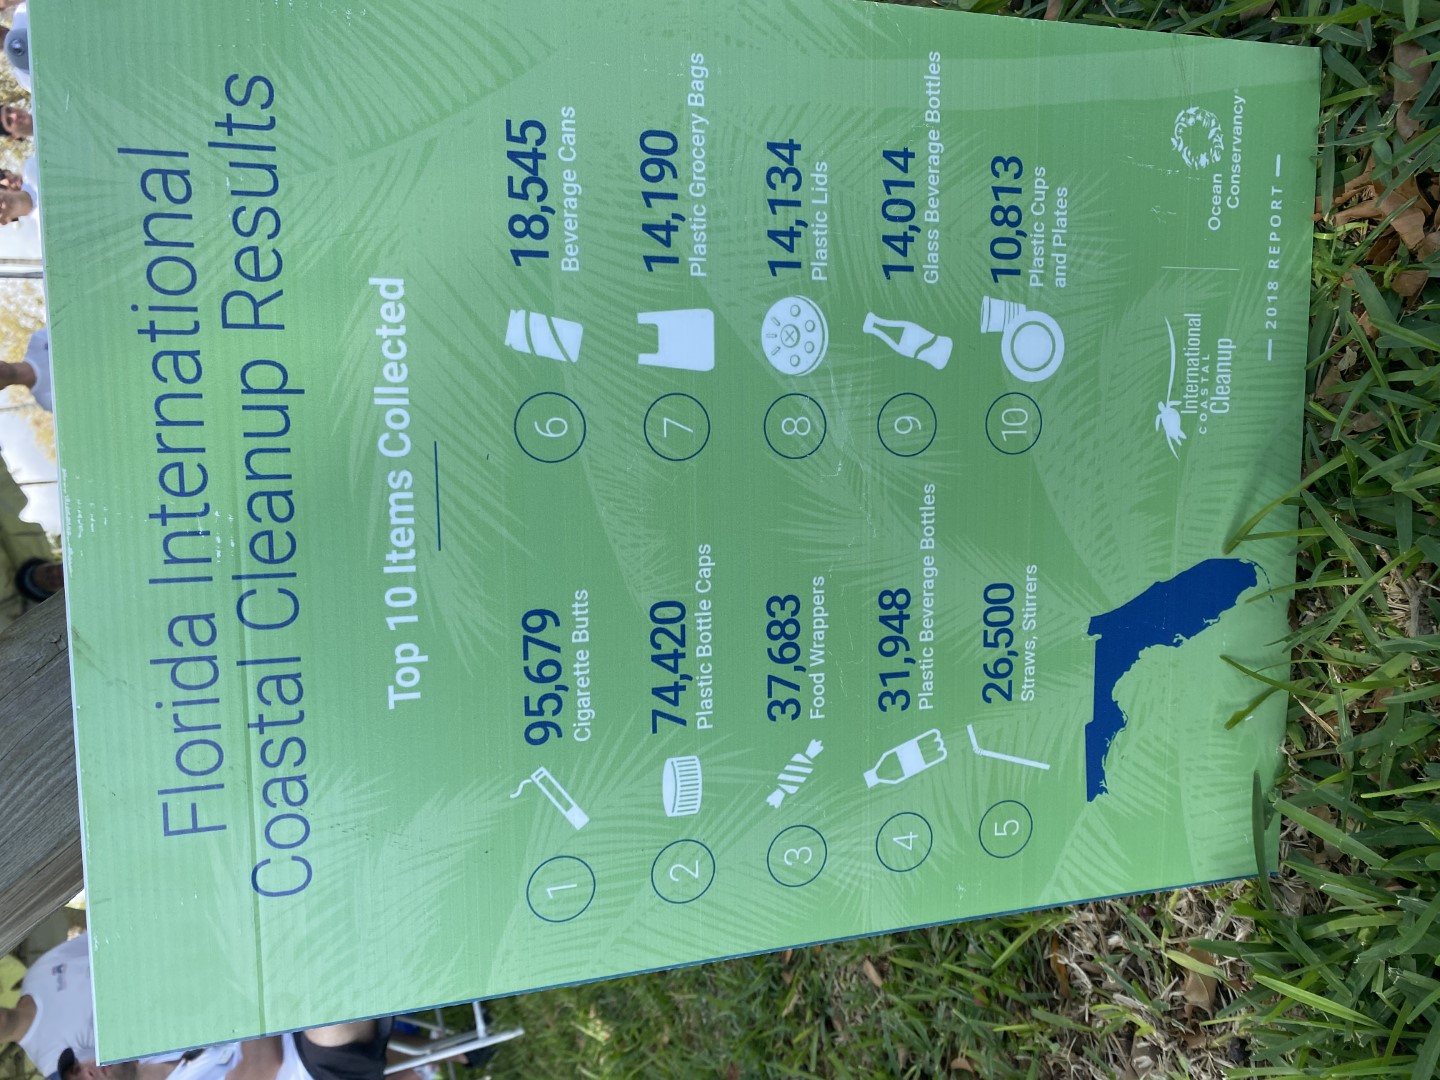 Florida International
Coastal Cleanup Results
Top 10 Items Collected
1
95,679
Cigarette Butts
2
74,420
Plastic Bottle Caps
3
37,683
Food Wrappers
4
31,948
Plastic Beverage Bottles
5
26,500
Straws, Stirrers
6
18,545
Beverage Cans
7
14,190
Plastic Grocery Bags
8
14,134
Plastic Lids
9
14,014
Glass Beverage Bottles
10
10,813
Plastic Cups
and Plates
International
COASTAL
Cleanup
Ocean
Conservancy
2018 REPORT